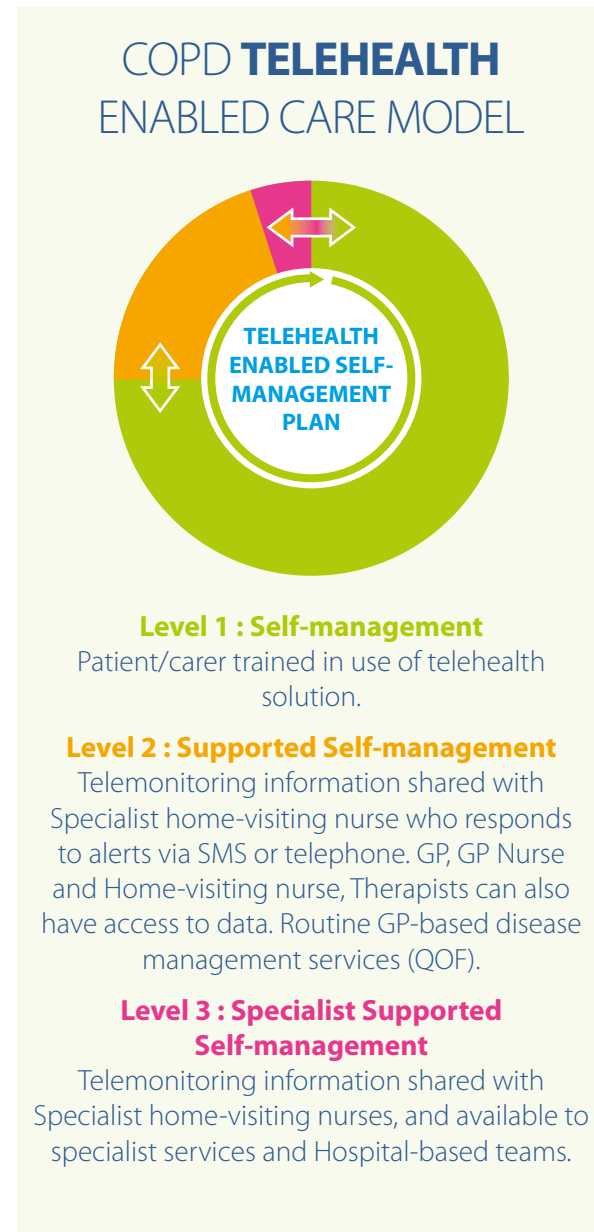 COPD TELEHEALTH
ENABLED CARE MODEL
TELEHEALTH
ENABLED SELF-
MANAGEMENT
PLAN
Level 1 : Self-management
Patient/carer trained in use of telehealth
solution.
Level 2 : Supported Self-management
Telemonitoring information shared with
Specialist home-visiting nurse who responds
to alerts via SMS or telephone. GP, GP Nurse
and Home-visiting nurse, Therapists can also
have access to data. Routine GP-based disease
management services (QOF).
Level 3 : Specialist Supported
Self-management
Telemonitoring information shared with
Specialist home-visiting nurses, and available to
specialist services and Hospital-based teams.